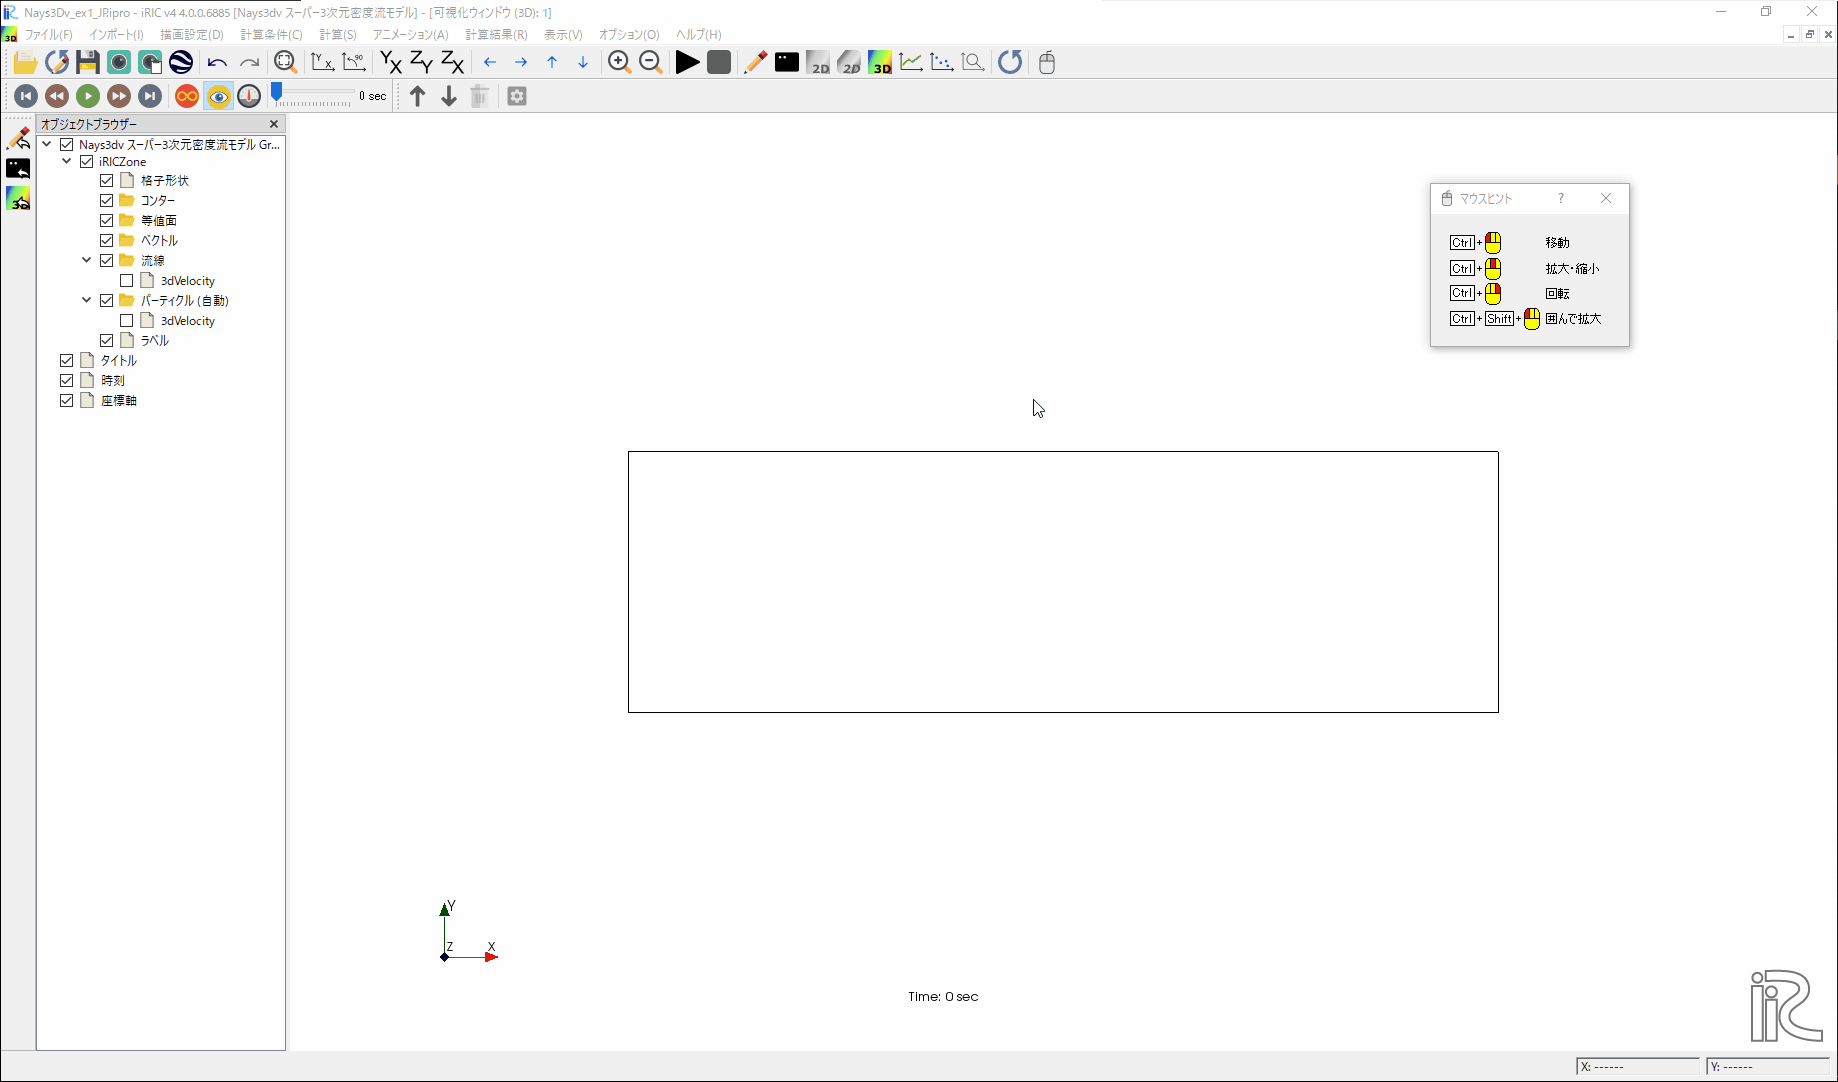 Nays3Dv_ex1_JP.ipro - iRIC v4 4.0.0.6885 [Nays3dv スーパー3次元密度流モデル] - [可視化ウィンドウ (3D): 1]
ファイル(F) インポート(I) 描画設定(D) 計算条件(C) 計算(S) アニメーション(A) 計算結果(R) 表示(V) オプション(O) ヘルプ(H)
0 sec
オブジェクトブラウザー
Nays3dv スーパー3次元密度流モデル Gr...
iRICZone
格子形状
コンター
等値面
ベクトル
流線
3dVelocity
パーティクル (自動)
3dVelocity
ラベル
タイトル
時刻
座標軸
マウスヒント ?
Ctrl + 移動
Ctrl + 拡大・縮小
Ctrl + 回転
Ctrl + Shift + 囲んで拡大
Y
Z X
Time: 0 sec
iRIC
X: ------ Y: ------